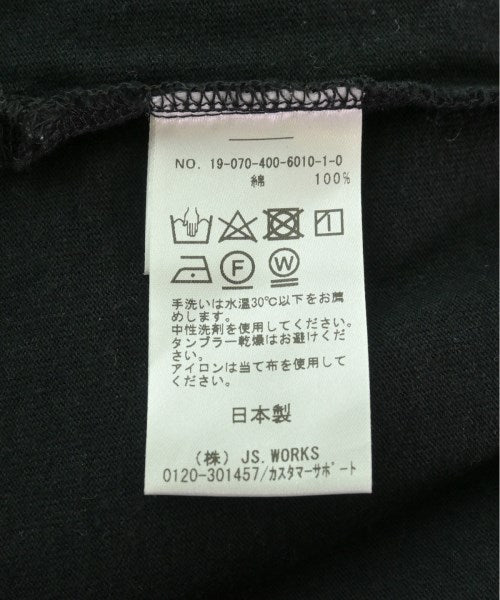 NO. 19-070-400-6010-1-0
綿 100%
F W
手洗いは水温30℃以下をお薦
めします。
中性洗剤を使用してください。
タンブラー乾燥はお避けくだ
さい。
アイロンは当て布を使用して
ください。
日本製
(株) JS.WORKS
0120-301457/カスタマーサポート